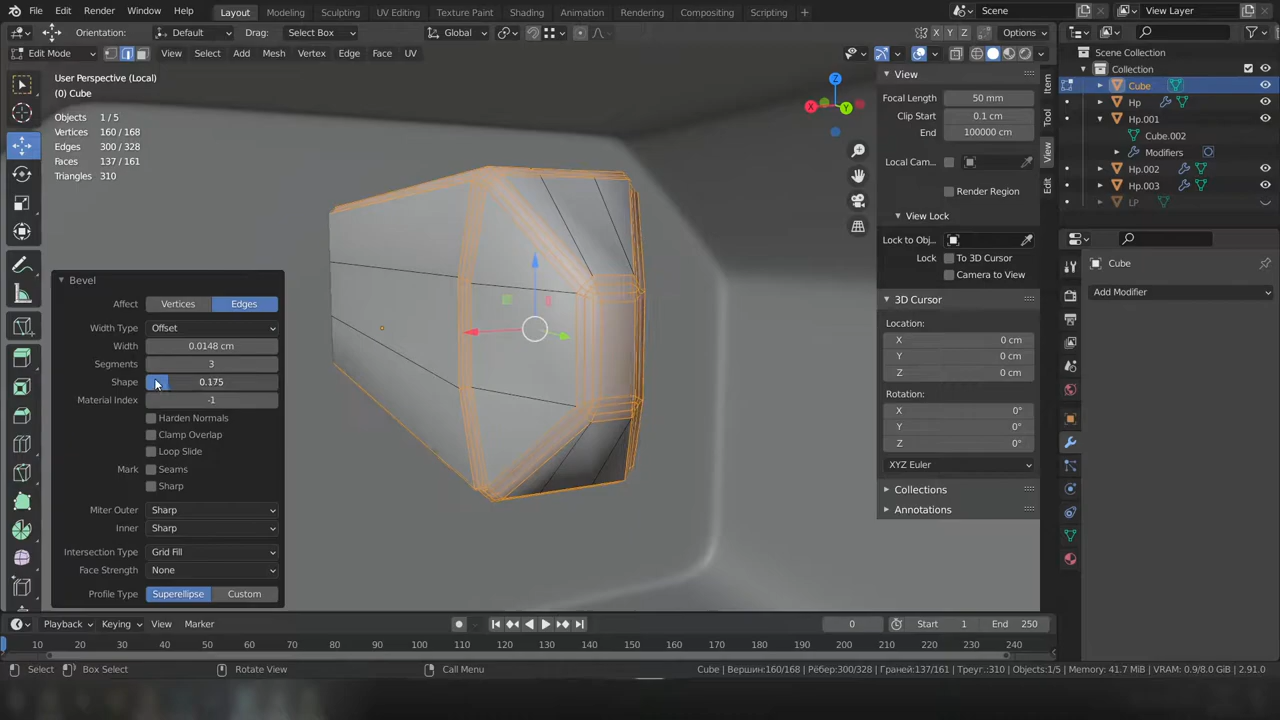 File Edit Render Window Help Layout Modeling Sculpting UV Editing Texture Paint Shading Animation Rendering Compositing Scripting + Scene View Layer
Orientation: Default Drag: Select Box Global X Y Z Options
Edit Mode View Select Add Mesh Vertex Edge Face UV
User Perspective (Local)
(0) Cube
Objects 1 / 5
Vertices 160 / 168
Edges 300 / 328
Faces 137 / 161
Triangles 310
Z
X
Y
Bevel
Affect Vertices Edges
Width Type Offset
Width 0.0148 cm
Segments 3
Shape 0.175
Material Index -1
Harden Normals
Clamp Overlap
Loop Slide
Mark Seams
Sharp
Miter Outer Sharp
Inner Sharp
Intersection Type Grid Fill
Face Strength None
Profile Type Superellipse Custom
View
Focal Length 50 mm
Clip Start 0.1 cm
End 100000 cm
Local Cam...
Render Region
View Lock
Lock to Obj...
Lock To 3D Cursor
Camera to View
3D Cursor
Location:
X 0 cm
Y 0 cm
Z 0 cm
Rotation:
X 0°
Y 0°
Z 0°
XYZ Euler
Collections
Annotations
Item
Tool
View
Edit
Scene Collection
Collection
Cube
Hp
Hp.001
Cube.002
Modifiers
Hp.002
Hp.003
LP
Cube
Add Modifier
Playback Keying View Marker 0 Start 1 End 250
10 20 30 40 50 60 70 80 90 100 110 120 130 140 150 160 170 180 190 200 210 220 230 240
Select Box Select Rotate View Call Menu Cube | Вершин:160/168 | Рёбер:300/328 | Граней:137/161 | Треуг.:310 | Objects:1/5 | Memory: 41.7 MiB | VRAM: 0.9/8.0 GiB | 2.91.0